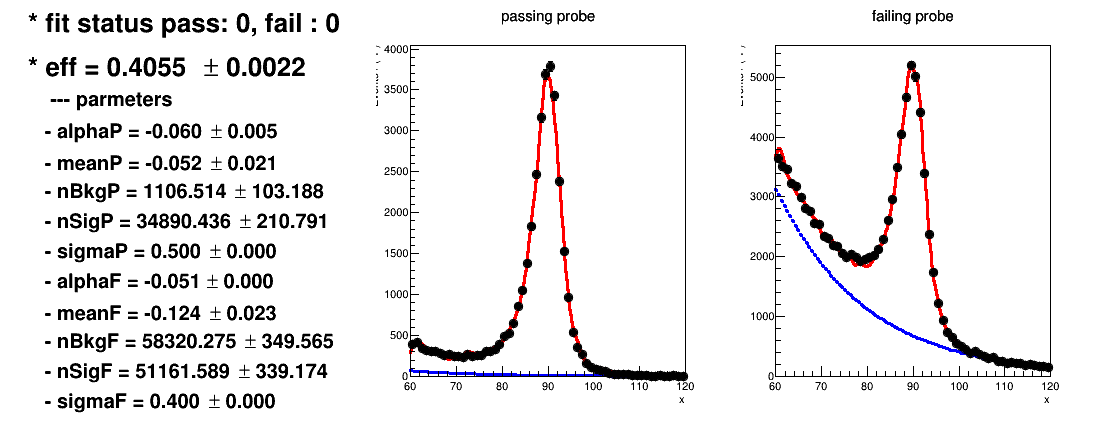 * fit status pass: 0, fail : 0
* eff = 0.4055 ± 0.0022
--- parmeters
- alphaP = -0.060 ± 0.005
- meanP = -0.052 ± 0.021
- nBkgP = 1106.514 ± 103.188
- nSigP = 34890.436 ± 210.791
- sigmaP = 0.500 ± 0.000
- alphaF = -0.051 ± 0.000
- meanF = -0.124 ± 0.023
- nBkgF = 58320.275 ± 349.565
- nSigF = 51161.589 ± 339.174
- sigmaF = 0.400 ± 0.000
passing probe
4000
3500
3000
2500
2000
1500
1000
500
0
60 70 80 90 100 110 120
x
failing probe
5000
4000
3000
2000
1000
0
60 70 80 90 100 110 120
x